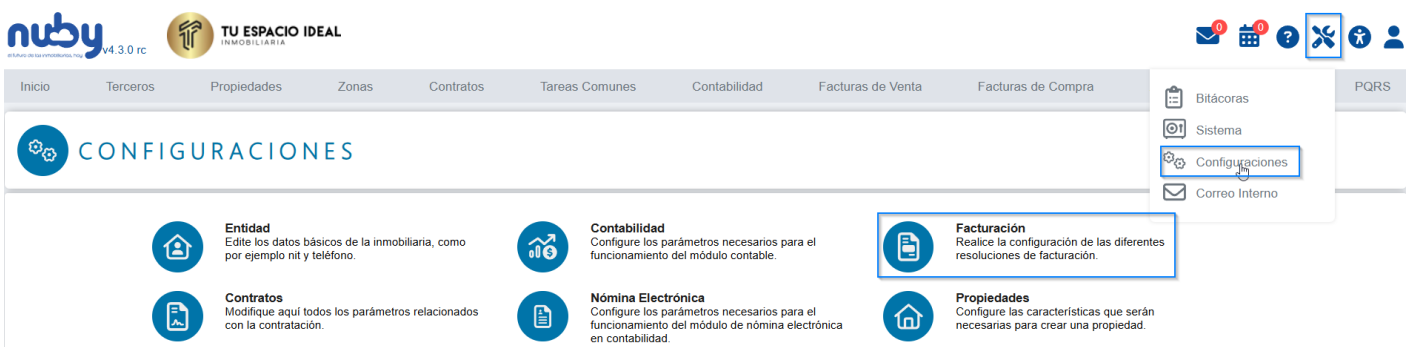 nuby
el futuro de las inmobiliarias, hoy
v4.3.0 rc
TU ESPACIO IDEAL
INMOBILIARIA
0
0
Inicio
Terceros
Propiedades
Zonas
Contratos
Tareas Comunes
Contabilidad
Facturas de Venta
Facturas de Compra
PQRS
Bitácoras
Sistema
Configuraciones
Correo Interno
CONFIGURACIONES
Entidad
Edite los datos básicos de la inmobiliaria, como
por ejemplo nit y teléfono.
Contabilidad
Configure los parámetros necesarios para el
funcionamiento del módulo contable.
Facturación
Realice la configuración de las diferentes
resoluciones de facturación.
Contratos
Modifique aquí todos los parámetros relacionados
con la contratación.
Nómina Electrónica
Configure los parámetros necesarios para el
funcionamiento del módulo de nómina electrónica
en contabilidad.
Propiedades
Configure las características que serán
necesarias para crear una propiedad.